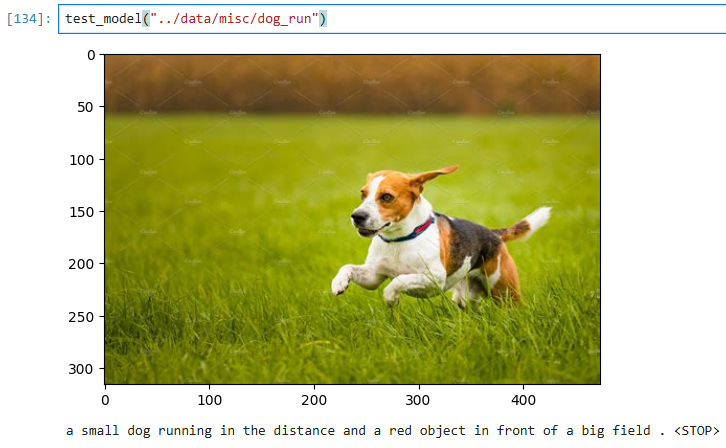 [134]: test_model("../data/misc/dog_run")
0
50
100
150
200
250
300
0 100 200 300 400
a small dog running in the distance and a red object in front of a big field . <STOP>